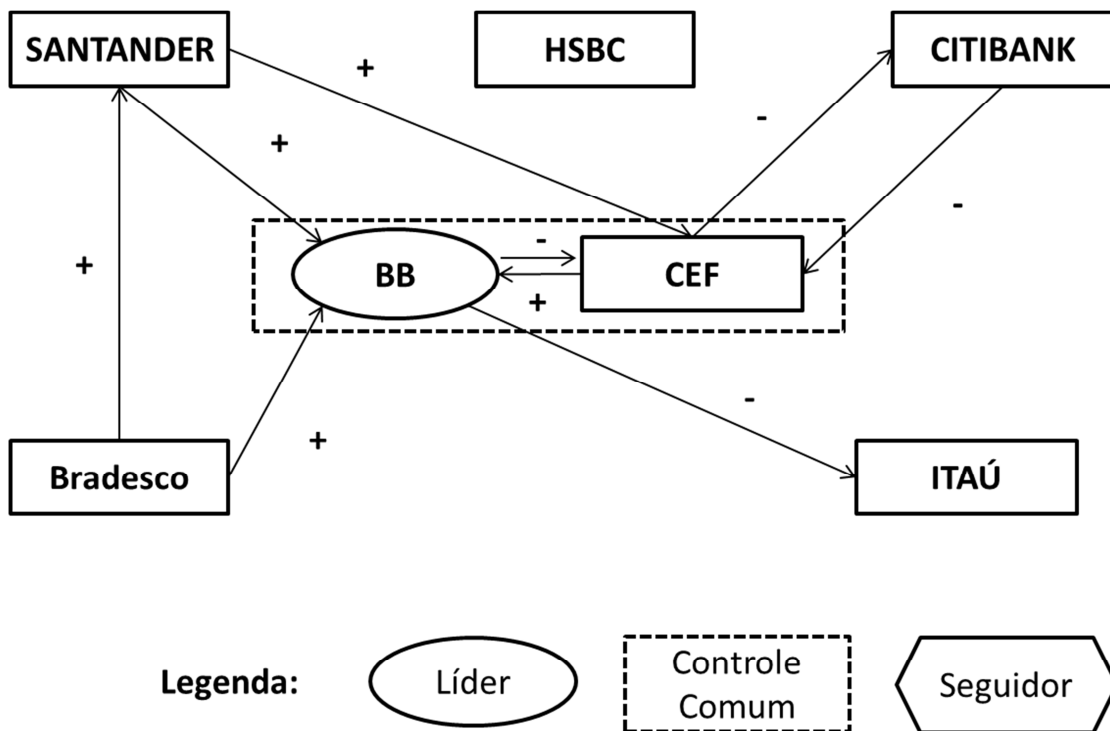 SANTANDER
HSBC
CITIBANK
+
-
+
-
+
BB
-
CEF
+
-
+
Bradesco
ITAÚ
Legenda:
Líder
Controle
Comum
Seguidor